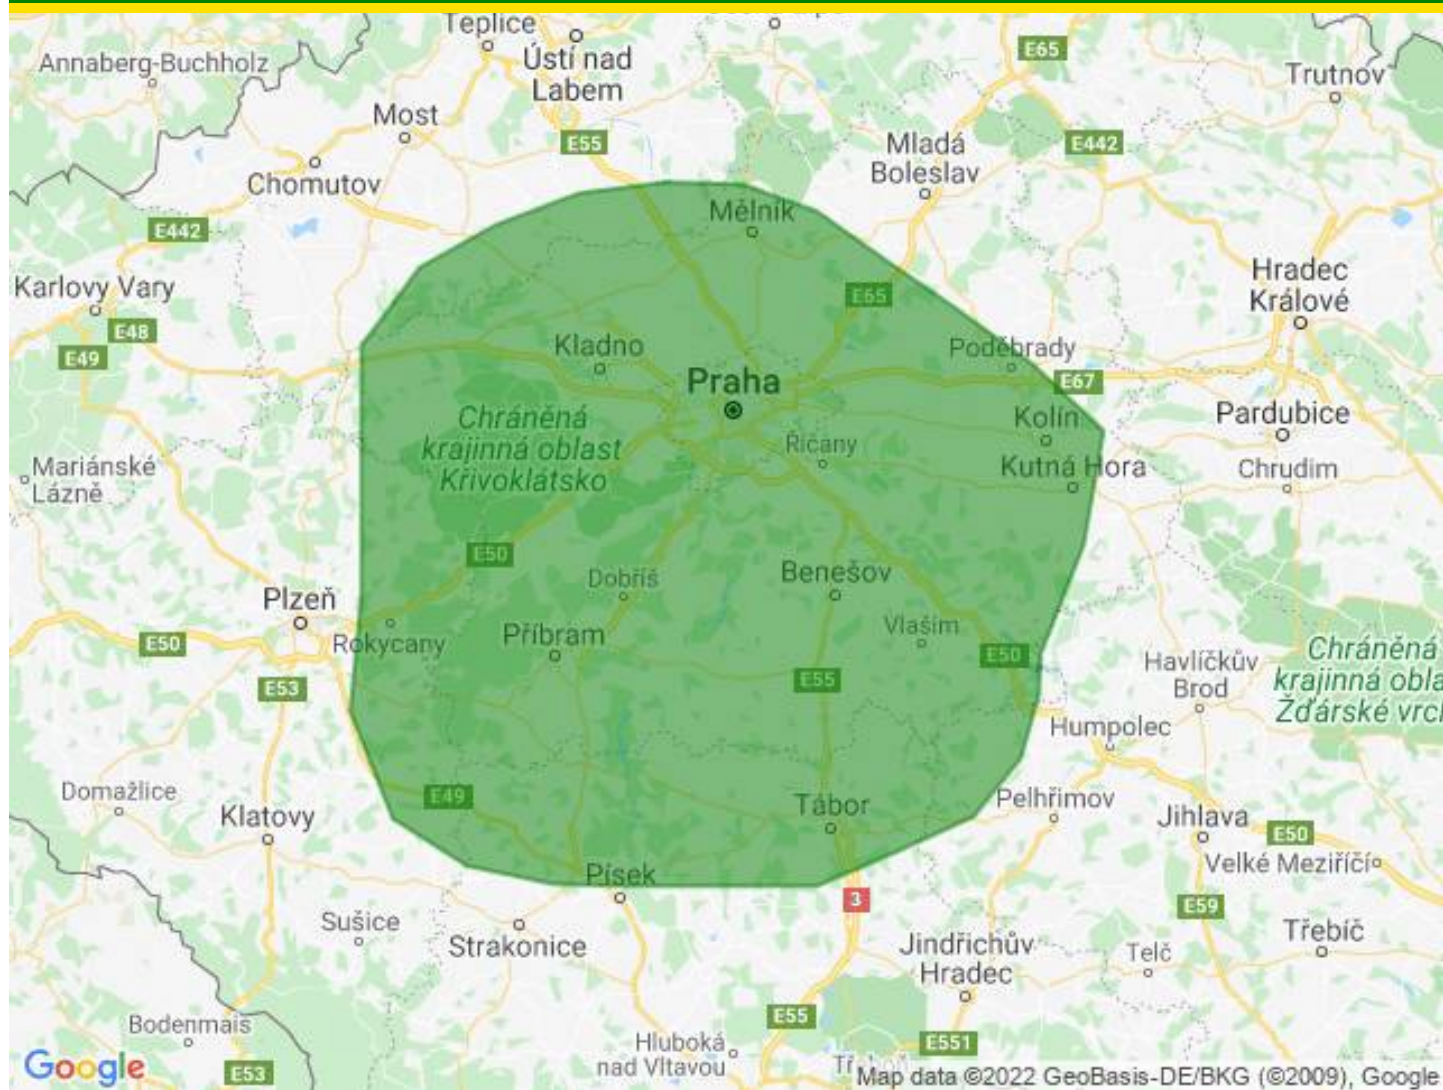 Teplice
Ústí nad
Labem
E65
Annaberg-Buchholz
Trutnov
Most
E55
Mladá
Boleslav
E442
Chomutov
Mělník
E442
Hradec
Králové
Karlovy Vary
E65
E48
E49
Kladno
Poděbrady
Praha
E67
Chráněná
krajinná oblast
Křivoklátsko
Kolín
Pardubice
Říčany
Mariánské
Lázně
Kutná Hora
Chrudim
E50
Dobříš
Benešov
Plzeň
Vlašim
E50
Rokycany
Příbram
E50
Havlíčkův
Brod
Chráněná
krajinná obla
Žďárské vrc
E53
E55
Humpolec
Domažlice
E49
Pelhřimov
Klatovy
Tábor
Jihlava
E50
Velké Meziříčí
Písek
3
E59
Sušice
Strakonice
Třebíč
Jindřichův
Hradec
Telč
Bodenmais
E55
Hluboká
nad Vltavou
E551
Google
E53
Map data ©2022 GeoBasis-DE/BKG (©2009), Google